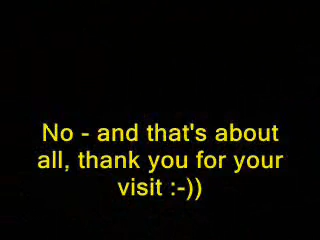 No - and that's about
all, thank you for your
visit :-))